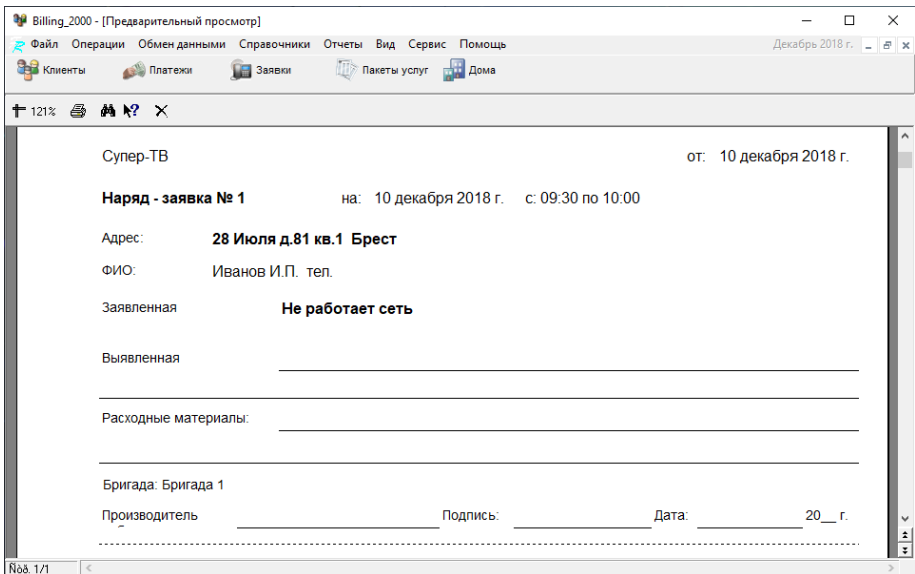 Billing_2000 - [Предварительный просмотр]
Файл Операции Обмен данными Справочники Отчеты Вид Сервис Помощь Декабрь 2018 г.
Клиенты Платежи Заявки Пакеты услуг Дома
121%
Супер-ТВ от: 10 декабря 2018 г.
Наряд - заявка № 1 на: 10 декабря 2018 г. с: 09:30 по 10:00
Адрес: 28 Июля д.81 кв.1 Брест
ФИО: Иванов И.П. тел.
Заявленная Не работает сеть
Выявленная
Расходные материалы:
Бригада: Бригада 1
Производитель Подпись: Дата: 20__ г.
Ñòð. 1/1